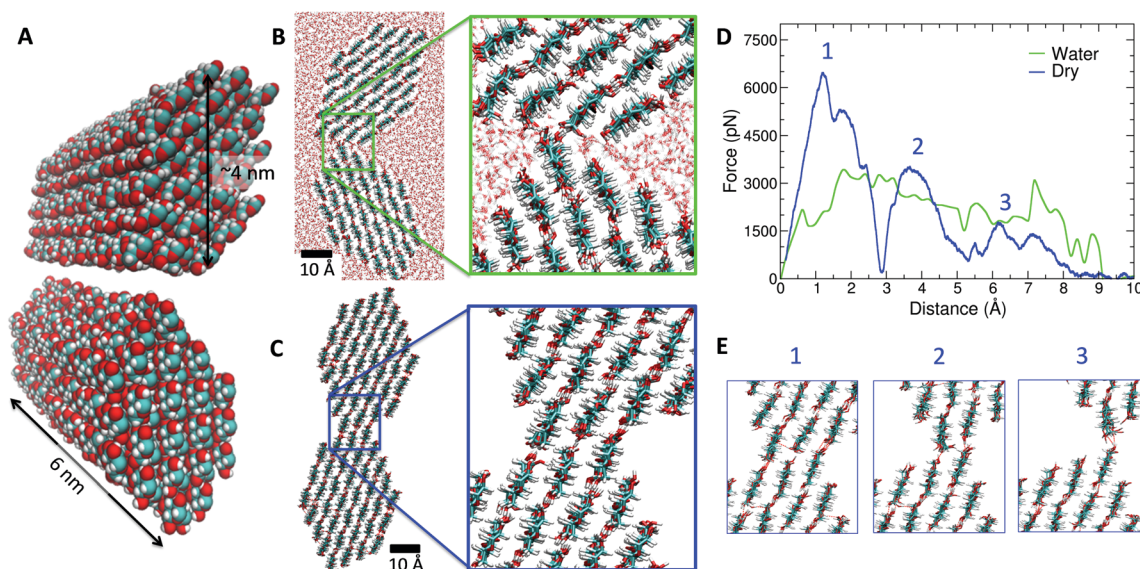 A
~4 nm
6 nm
B
10 Å
C
10 Å
D
7500
6000
4500
3000
1500
0
Force (pN)
1
2
3
Water
Dry
0 1 2 3 4 5 6 7 8 9 10
Distance (Å)
E
1 2 3